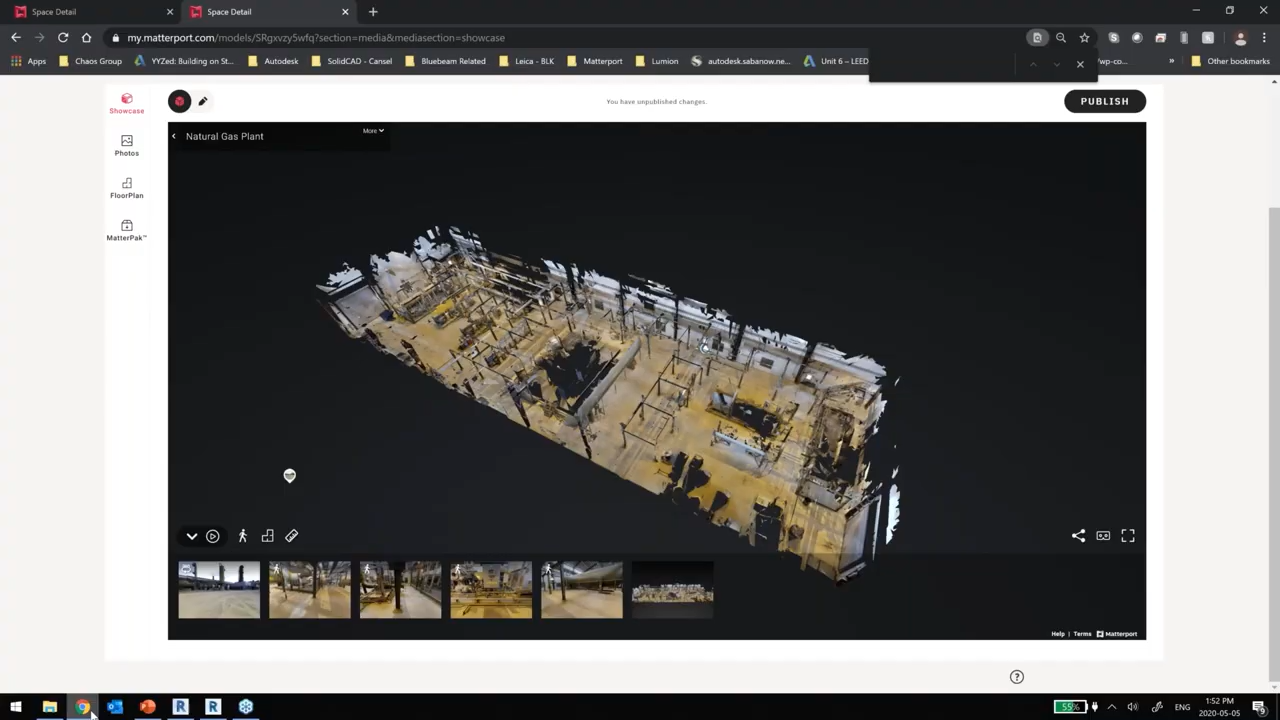 Space Detail
Space Detail
my.matterport.com/models/SRgxvzy5wfq?section=media&mediasection=showcase
Apps
Chaos Group
YYZed: Building on St...
Autodesk
SolidCAD - Cansel
Bluebeam Related
Leica - BLK
Matterport
Lumion
autodesk.sabanow.ne...
Unit 6 – LEED
wp-co...
»
Other bookmarks
Showcase
You have unpublished changes.
PUBLISH
Photos
FloorPlan
MatterPak™
Natural Gas Plant
More
Help | Terms
Matterport
55%
ENG
1:52 PM
2020-05-05